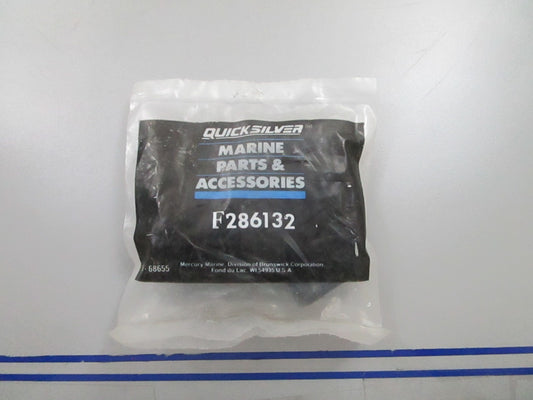 QUICKSILVER
MARINE
PARTS &
ACCESSORIES
F286132
68655
Mercury Marine, Division of Brunswick Corporation
Fond du Lac, WI 54935 U.S.A.